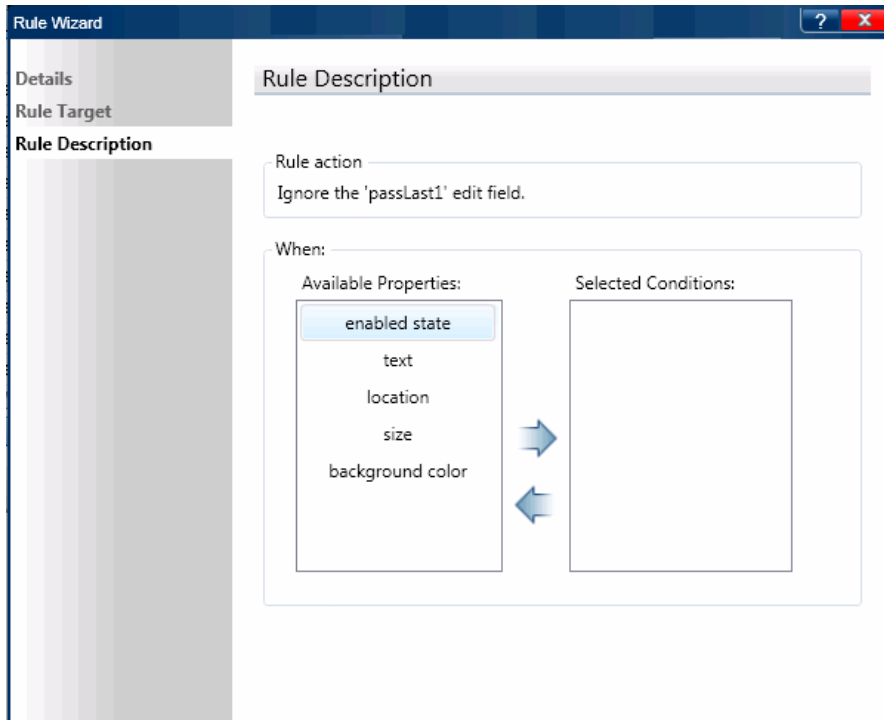 Rule Wizard
?
X
Details
Rule Target
Rule Description
Rule Description
Rule action
Ignore the 'passLast1' edit field.
When:
Available Properties:
enabled state
text
location
size
background color
Selected Conditions: